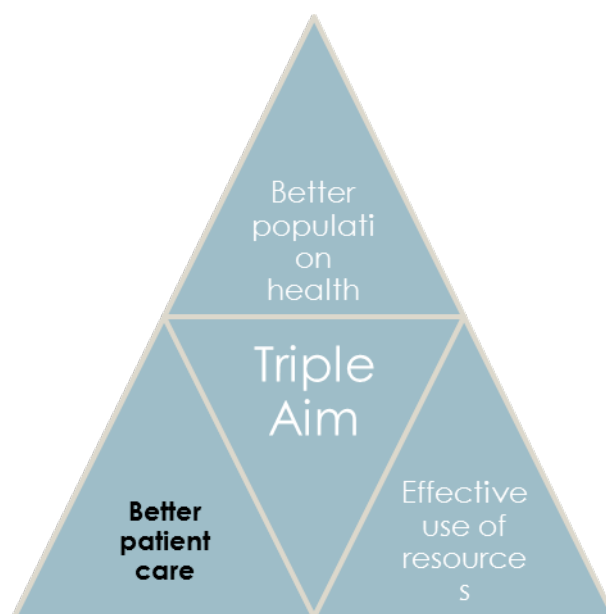 Better
populati
on
health
Triple
Aim
Better
patient
care
Effective
use of
resource
s